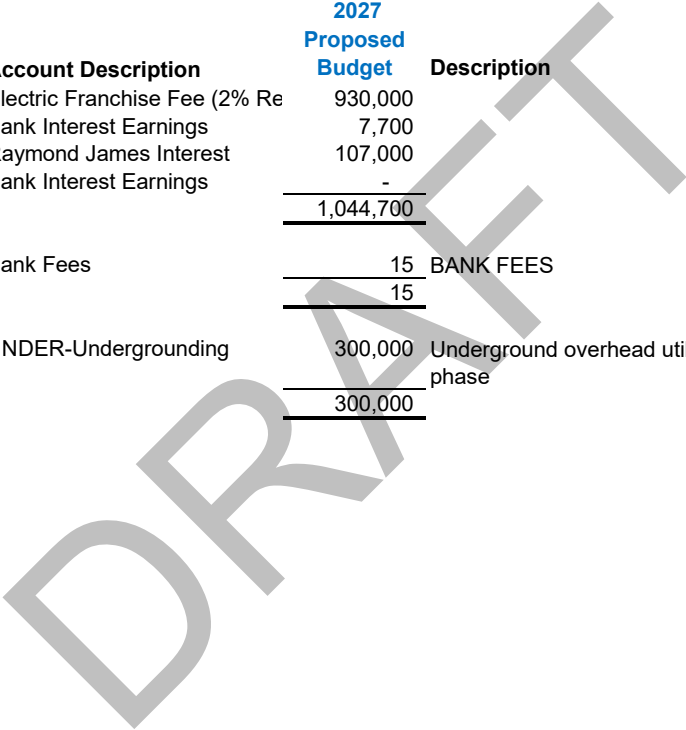 2027
Proposed
ccount Description Budget Description
lectric Franchise Fee (2% Re 930,000
ank Interest Earnings 7,700
aymond James Interest 107,000
ank Interest Earnings -
1,044,700
ank Fees 15 BANK FEES
15
NDER-Undergrounding 300,000 Underground overhead uti
phase
300,000
DRAFT